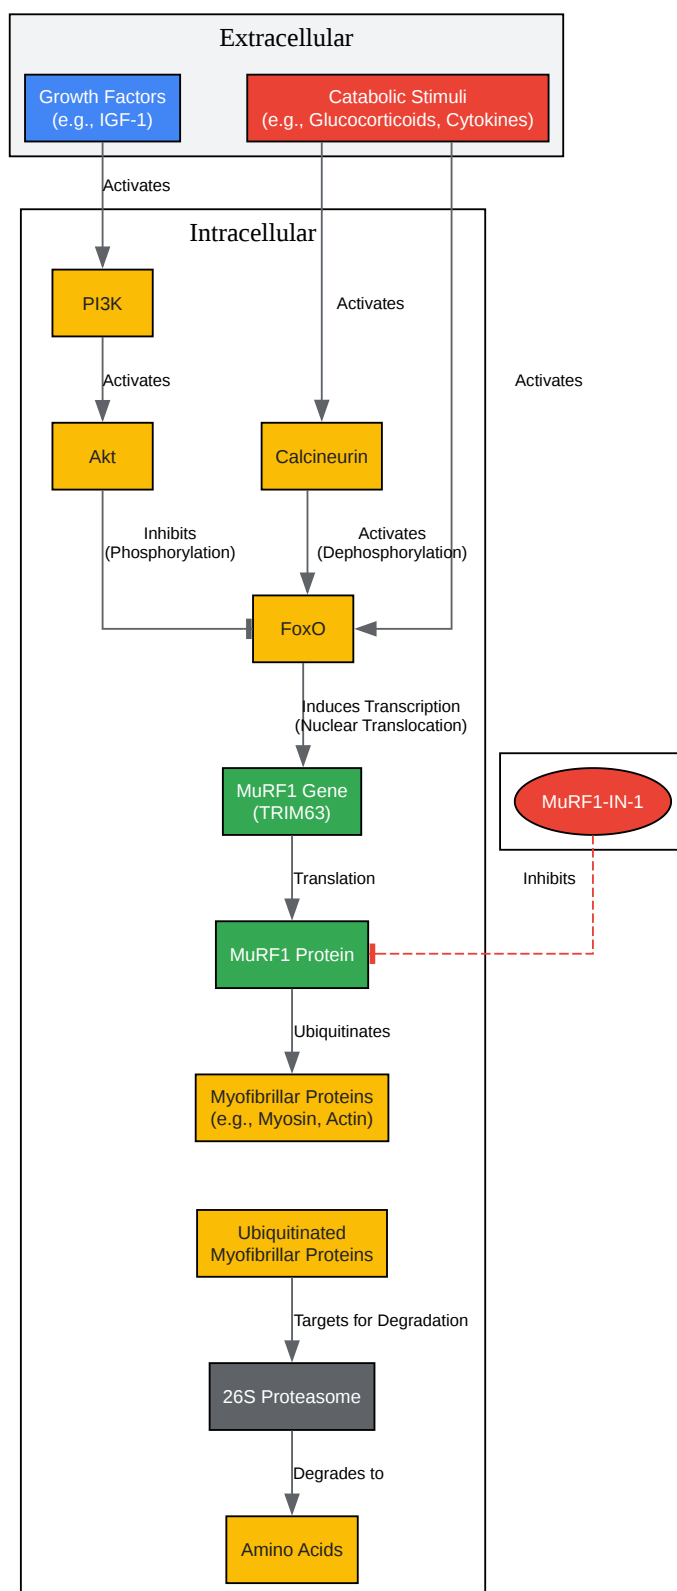 Extracellular
Growth Factors
(e.g., IGF-1)
Catabolic Stimuli
(e.g., Glucocorticoids, Cytokines)
Activates
Intracellular
PI3K
Activates
Activates
Activates
Akt
Calcineurin
Inhibits
(Phosphorylation)
Activates
(Dephosphorylation)
FoxO
Induces Transcription
(Nuclear Translocation)
MuRF1 Gene
(TRIM63)
MuRF1-IN-1
Translation
Inhibits
MuRF1 Protein
Ubiquitinates
Myofibrillar Proteins
(e.g., Myosin, Actin)
Ubiquitinated
Myofibrillar Proteins
Targets for Degradation
26S Proteasome
Degrades to
Amino Acids